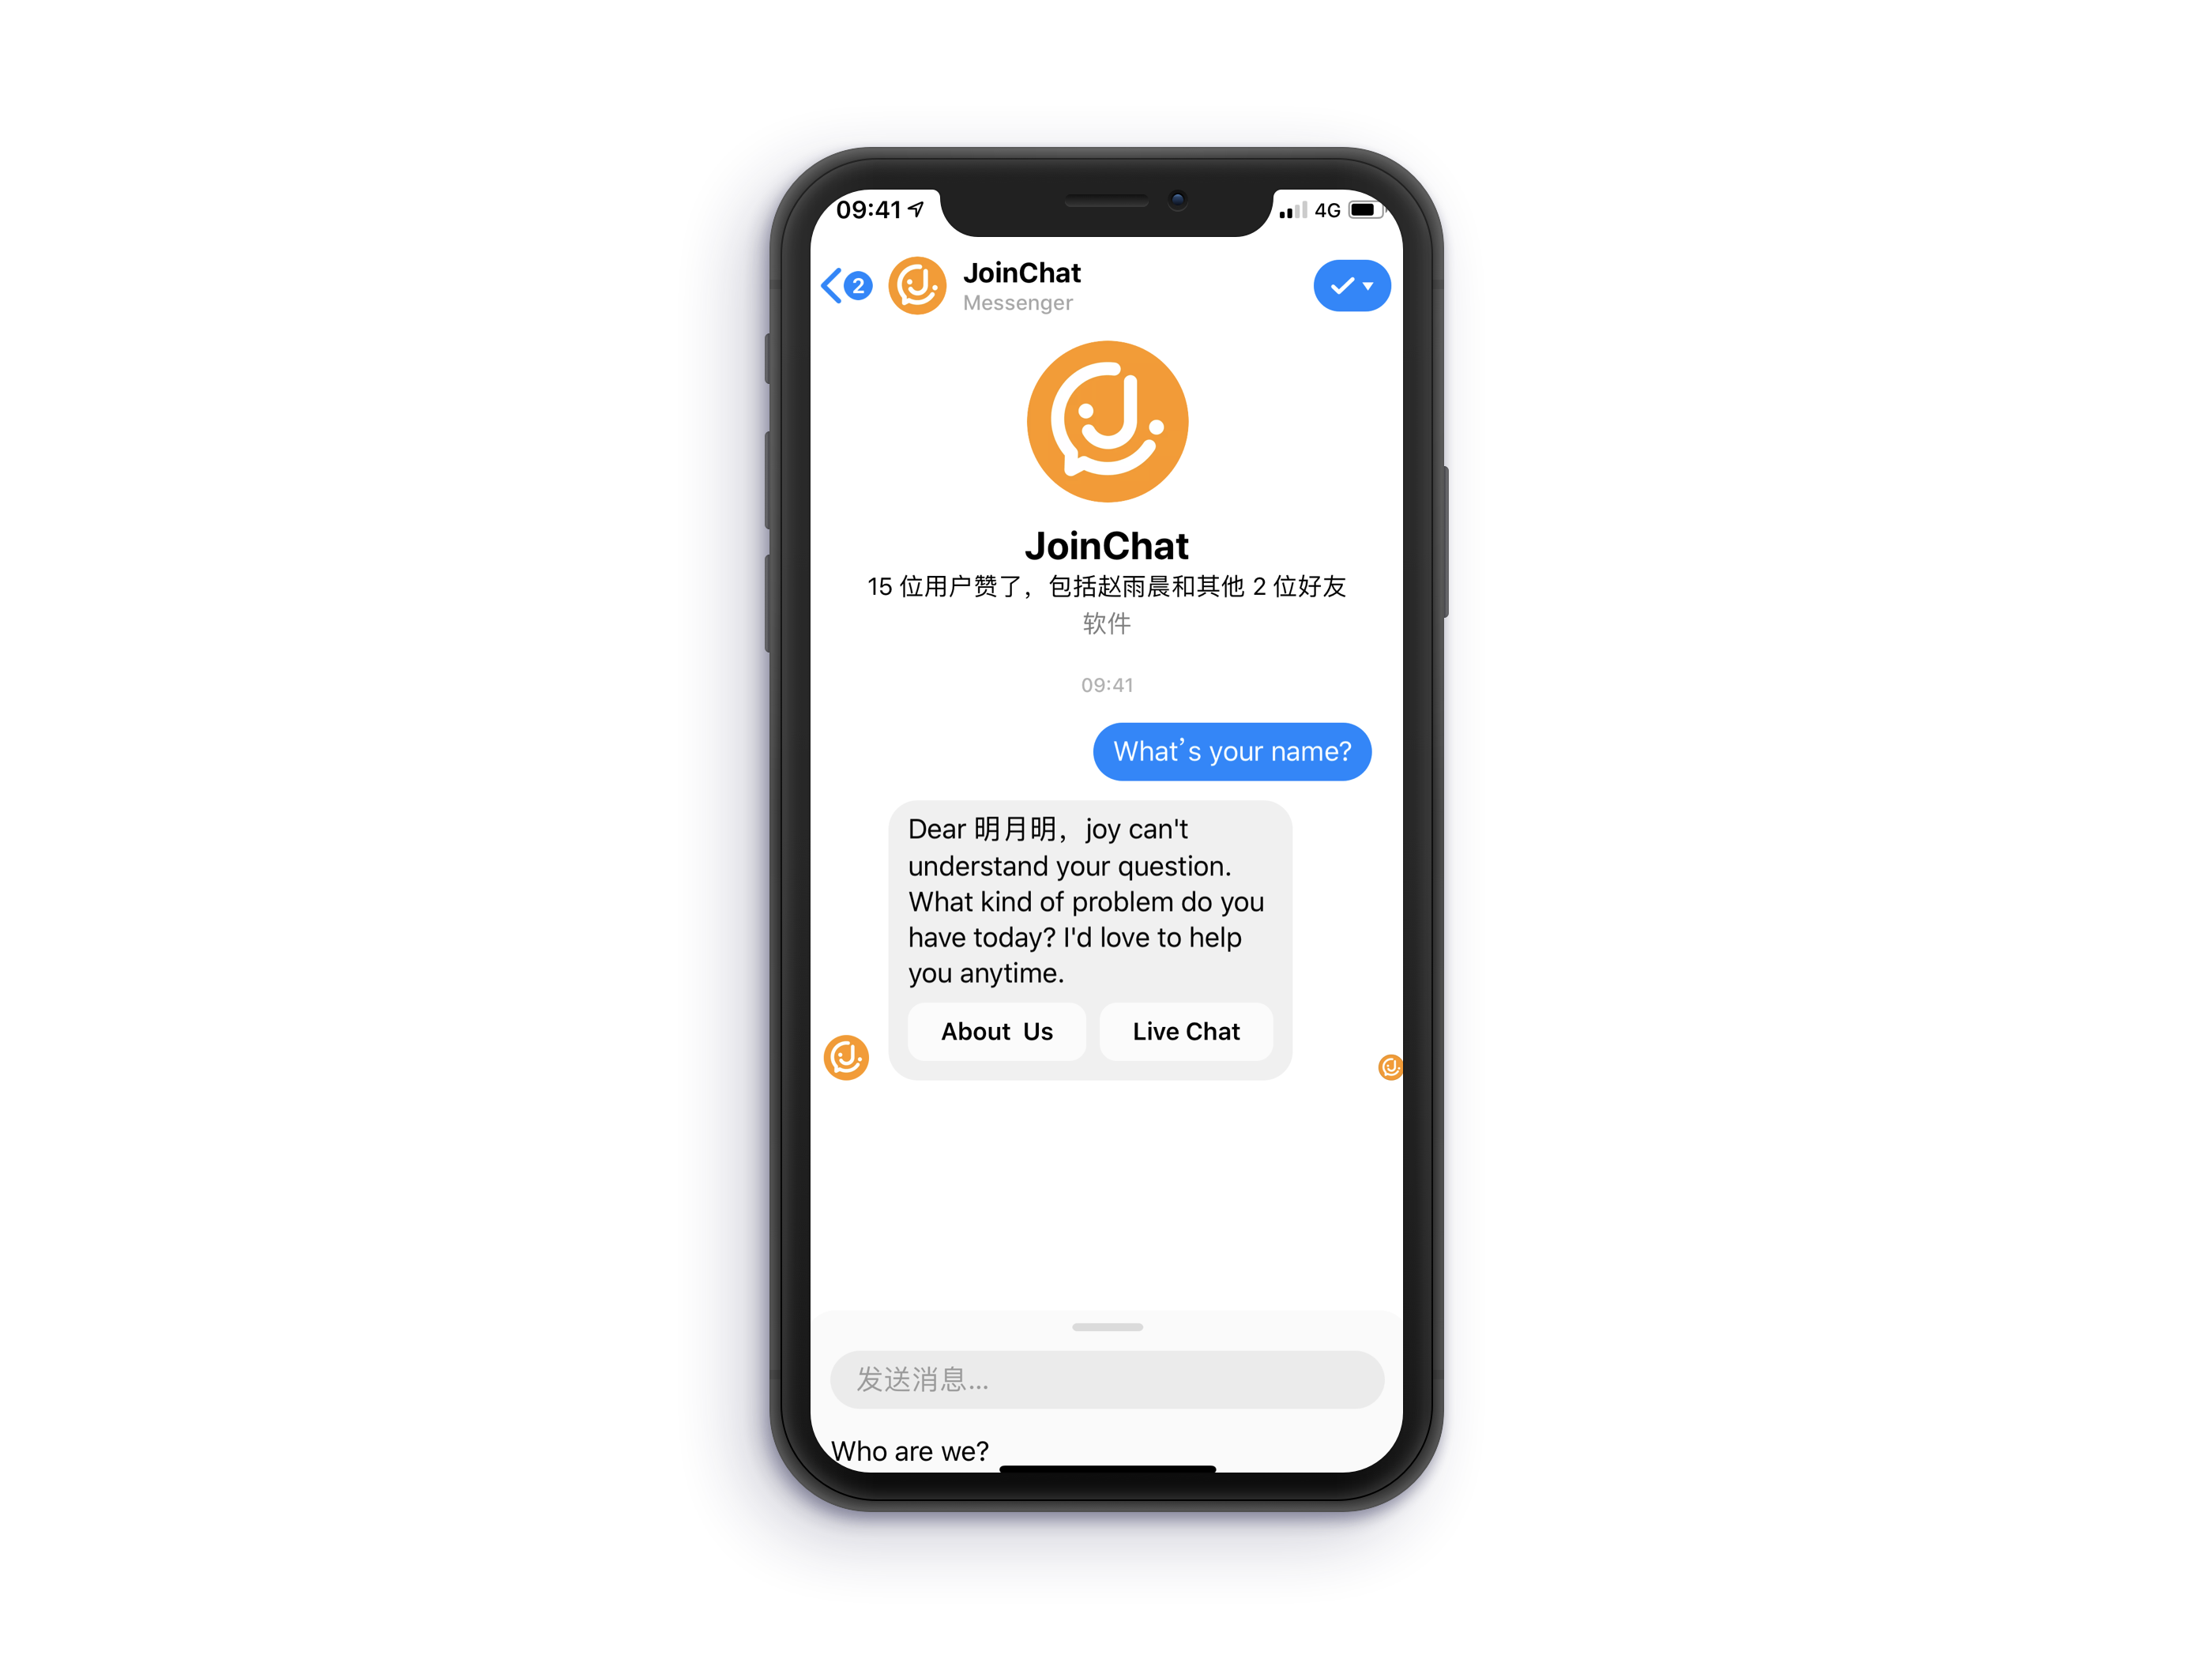 09:41
4G
2
JoinChat
Messenger
JoinChat
15 位用户赞了，包括赵雨晨和其他 2 位好友
软件
09:41
What’s your name?
Dear 明月明，joy can't
understand your question.
What kind of problem do you
have today? I'd love to help
you anytime.
About  Us
Live Chat
发送消息...
Who are we?